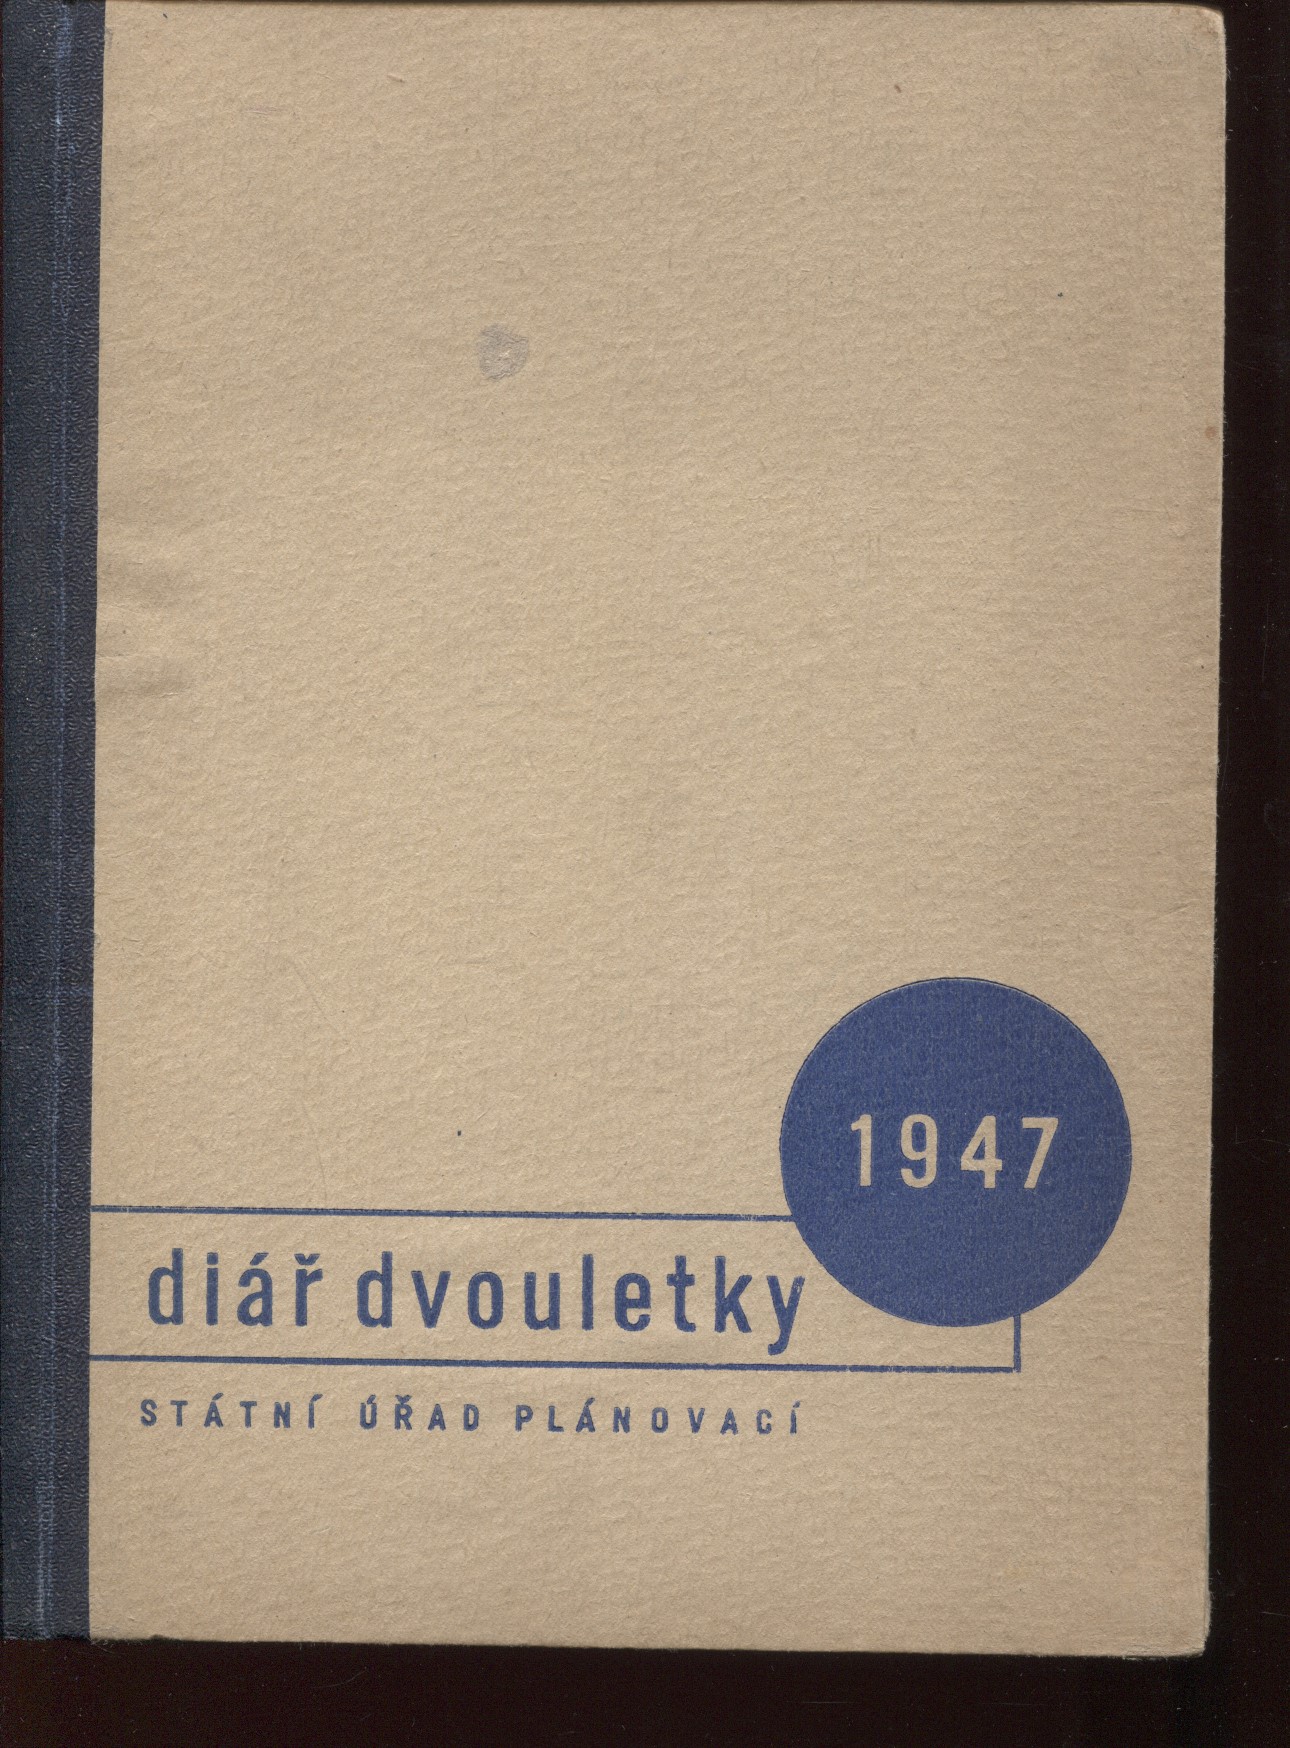 1947
diář dvouletky
STÁTNÍ ÚŘAD PLÁNOVACÍ